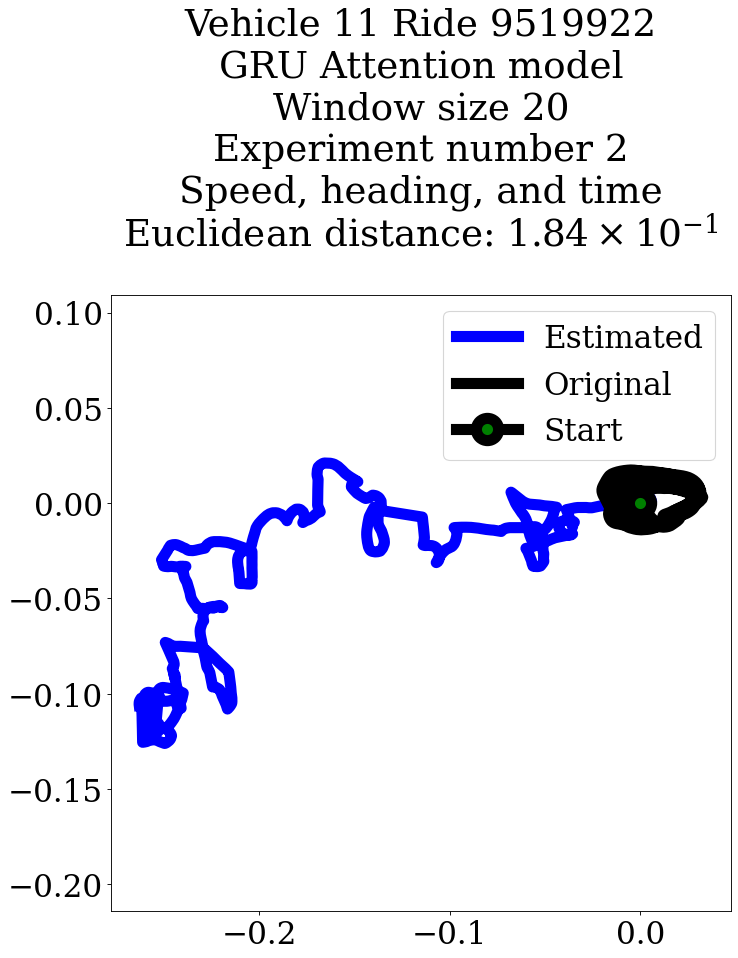 Vehicle 11 Ride 9519922
GRU Attention model
Window size 20
Experiment number 2
Speed, heading, and time
Euclidean distance: 1.84 × 10⁻¹
0.10
0.05
0.00
−0.05
−0.10
−0.15
−0.20
Estimated
Original
Start
−0.2
−0.1
0.0